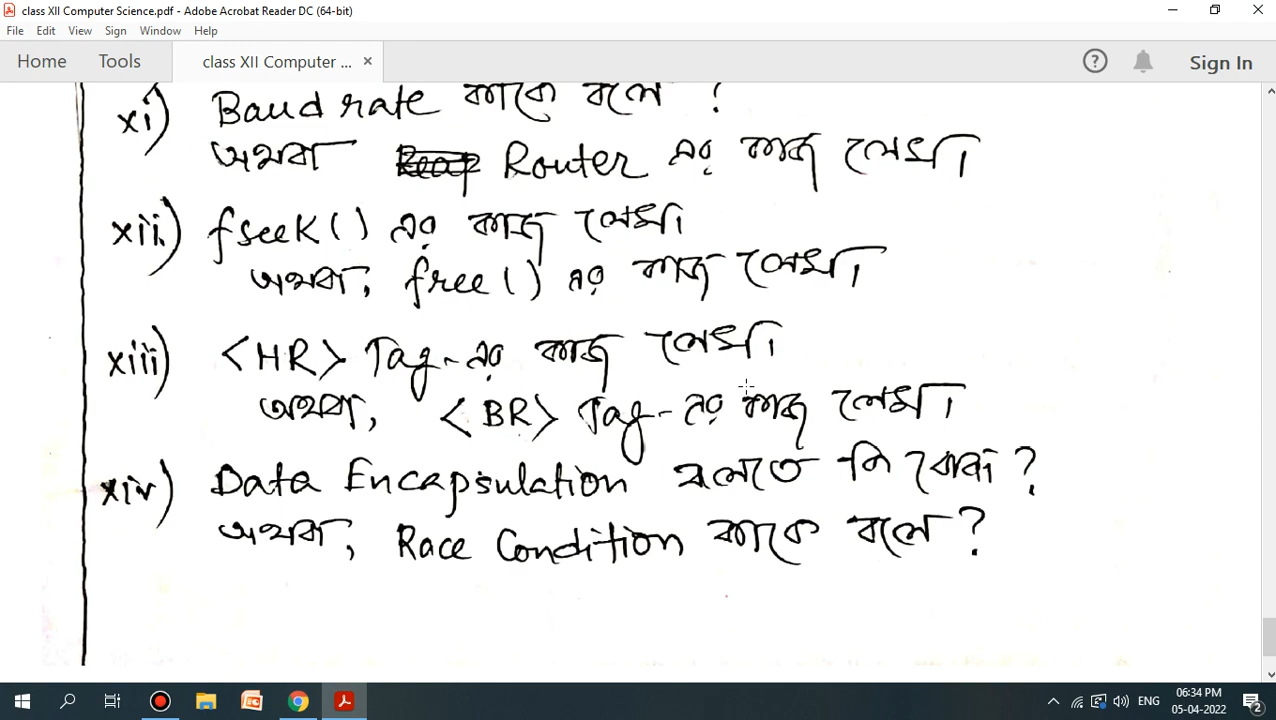 class XII Computer Science.pdf - Adobe Acrobat Reader DC (64-bit)
File Edit View Sign Window Help
Home Tools class XII Computer ... × Sign In
xi) Baud rate কাকে বলে ?
অথবা Router এর কাজ লেখো।
xii) fseek() এর কাজ লেখো।
অথবা, free() এর কাজ লেখো।
xiii) <HR> Tag-এর কাজ লেখো।
অথবা, <BR> Tag-এর কাজ লেখো।
xiv) Data Encapsulation বলতে কি বোঝ ?
অথবা, Race Condition কাকে বলে ?
ENG 06:34 PM
05-04-2022 2